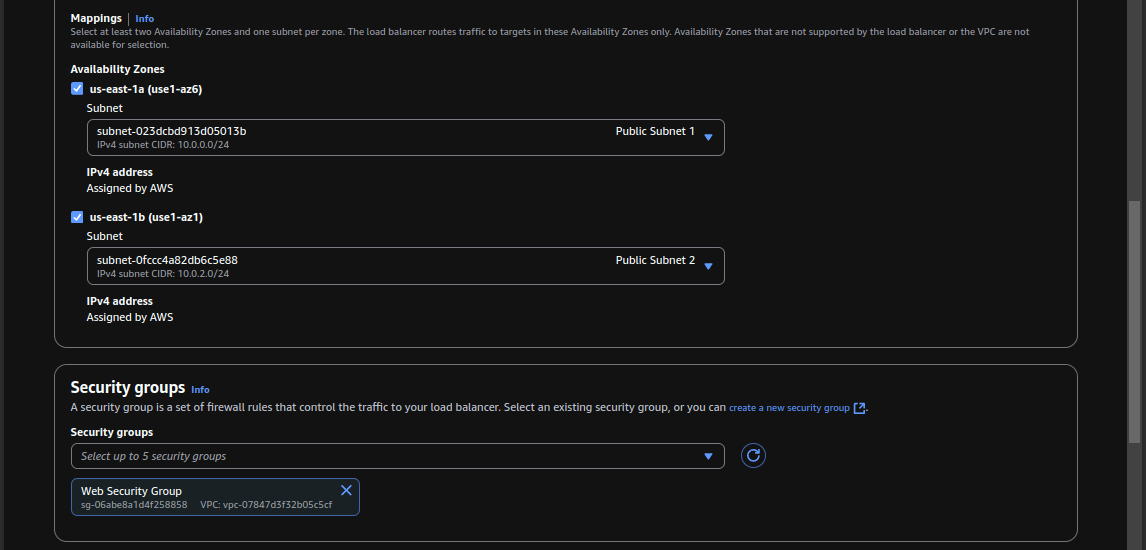 Mappings | Info
Select at least two Availability Zones and one subnet per zone. The load balancer routes traffic to targets in these Availability Zones only. Availability Zones that are not supported by the load balancer or the VPC are not
available for selection.
Availability Zones
us-east-1a (use1-az6)
Subnet
subnet-023dcbd913d05013b Public Subnet 1
IPv4 subnet CIDR: 10.0.0.0/24
IPv4 address
Assigned by AWS
us-east-1b (use1-az1)
Subnet
subnet-0fccc4a82db6c5e88 Public Subnet 2
IPv4 subnet CIDR: 10.0.2.0/24
IPv4 address
Assigned by AWS
Security groups Info
A security group is a set of firewall rules that control the traffic to your load balancer. Select an existing security group, or you can create a new security group.
Security groups
Select up to 5 security groups
Web Security Group
sg-06abe8a1d4f258858 VPC: vpc-07847d3f32b05c5cf